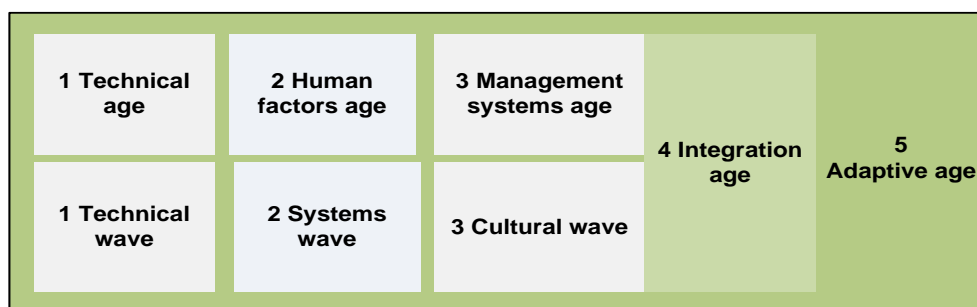 1 Technical
age
2 Human
factors age
3 Management
systems age
4 Integration
age
5
Adaptive age
1 Technical
wave
2 Systems
wave
3 Cultural wave